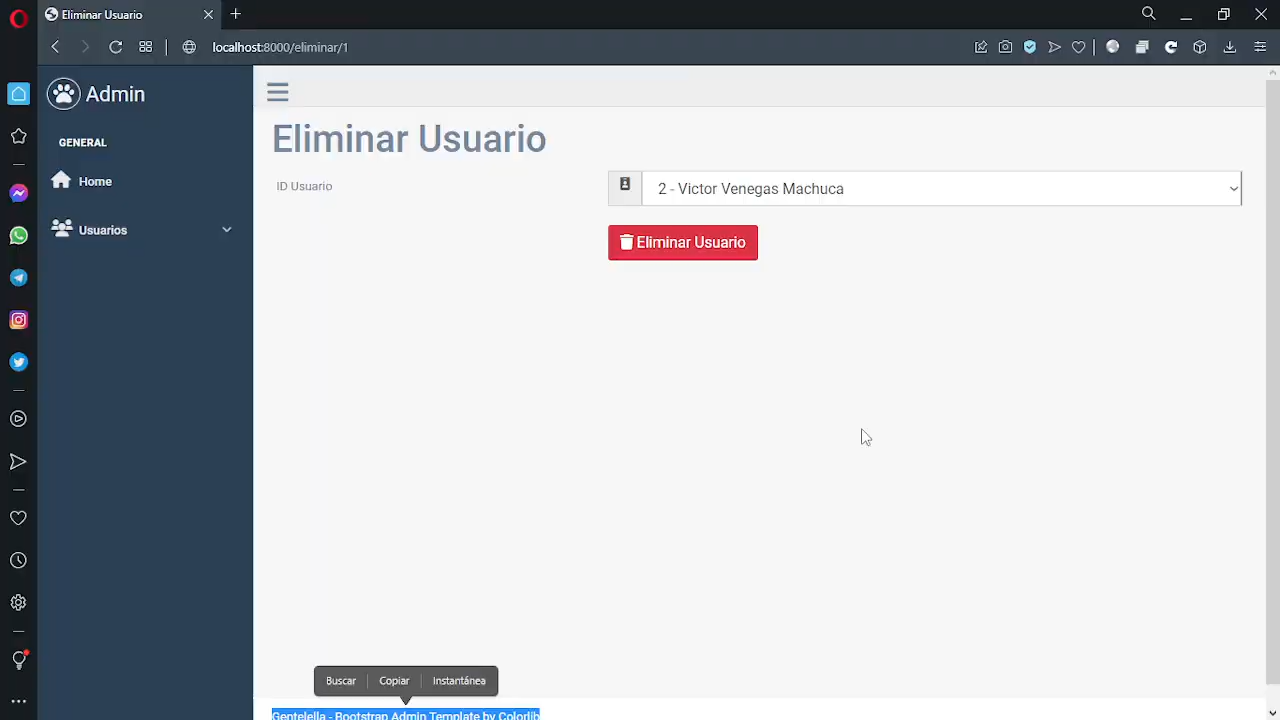 Eliminar Usuario
localhost:8000/eliminar/1
Admin
GENERAL
Home
Usuarios
Eliminar Usuario
ID Usuario
2 - Victor Venegas Machuca
Eliminar Usuario
Buscar
Copiar
Instantánea
Gentelella - Bootstrap Admin Template by Colorlib